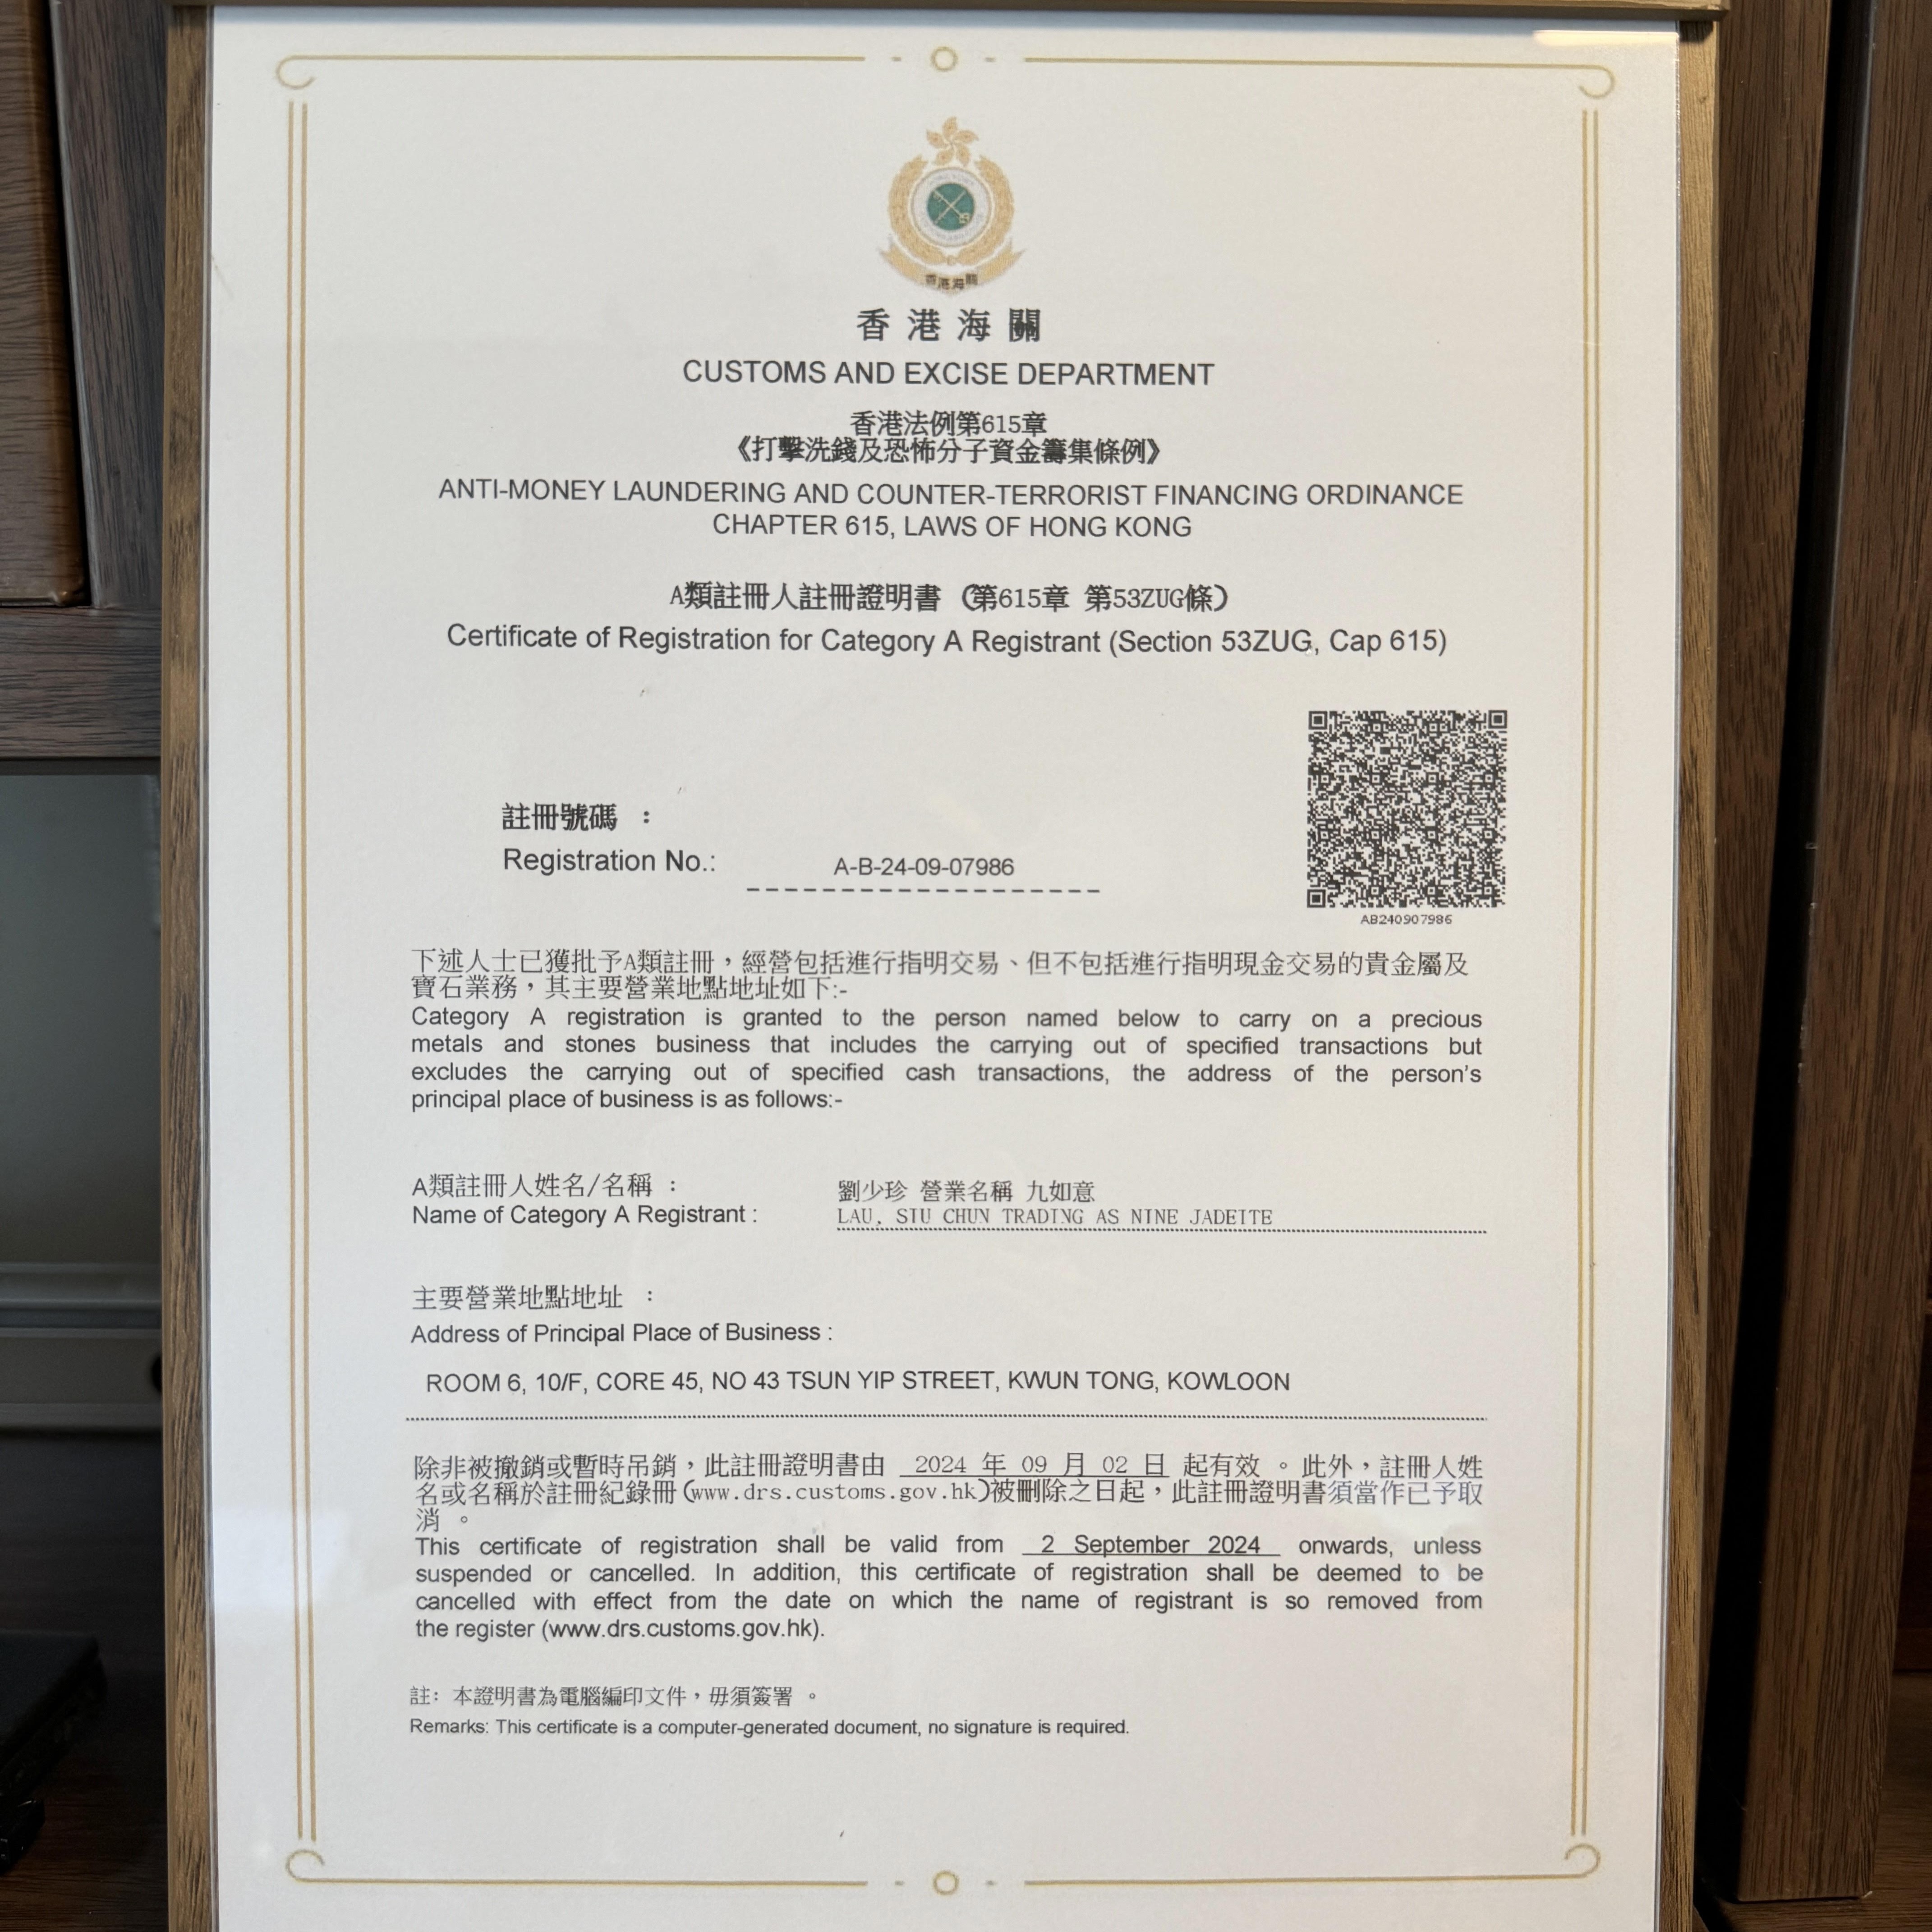 香港海關
香港海關
CUSTOMS AND EXCISE DEPARTMENT
香港法例第615章
《打擊洗錢及恐怖分子資金籌集條例》
ANTI-MONEY LAUNDERING AND COUNTER-TERRORIST FINANCING ORDINANCE
CHAPTER 615, LAWS OF HONG KONG
A類註冊人註冊證明書（第615章 第53ZUG條）
Certificate of Registration for Category A Registrant (Section 53ZUG, Cap 615)
註冊號碼 :
Registration No.: A-B-24-09-07986
AB240907986
下述人士已獲批予A類註冊，經營包括進行指明交易、但不包括進行指明現金交易的貴金屬及
寶石業務，其主要營業地點地址如下:-
Category A registration is granted to the person named below to carry on a precious
metals and stones business that includes the carrying out of specified transactions but
excludes the carrying out of specified cash transactions, the address of the person's
principal place of business is as follows:-
A類註冊人姓名/名稱 : 劉少珍 營業名稱 九如意
Name of Category A Registrant : LAU, SIU CHUN TRADING AS NINE JADEITE
主要營業地點地址 :
Address of Principal Place of Business :
ROOM 6, 10/F, CORE 45, NO 43 TSUN YIP STREET, KWUN TONG, KOWLOON
除非被撤銷或暫時吊銷，此註冊證明書由 2024 年 09 月 02 日 起有效 。此外，註冊人姓
名或名稱於註冊紀錄冊(www.drs.customs.gov.hk)被刪除之日起，此註冊證明書須當作已予取
消 。
This certificate of registration shall be valid from 2 September 2024 onwards, unless
suspended or cancelled. In addition, this certificate of registration shall be deemed to be
cancelled with effect from the date on which the name of registrant is so removed from
the register (www.drs.customs.gov.hk).
註: 本證明書為電腦編印文件，毋須簽署 。
Remarks: This certificate is a computer-generated document, no signature is required.